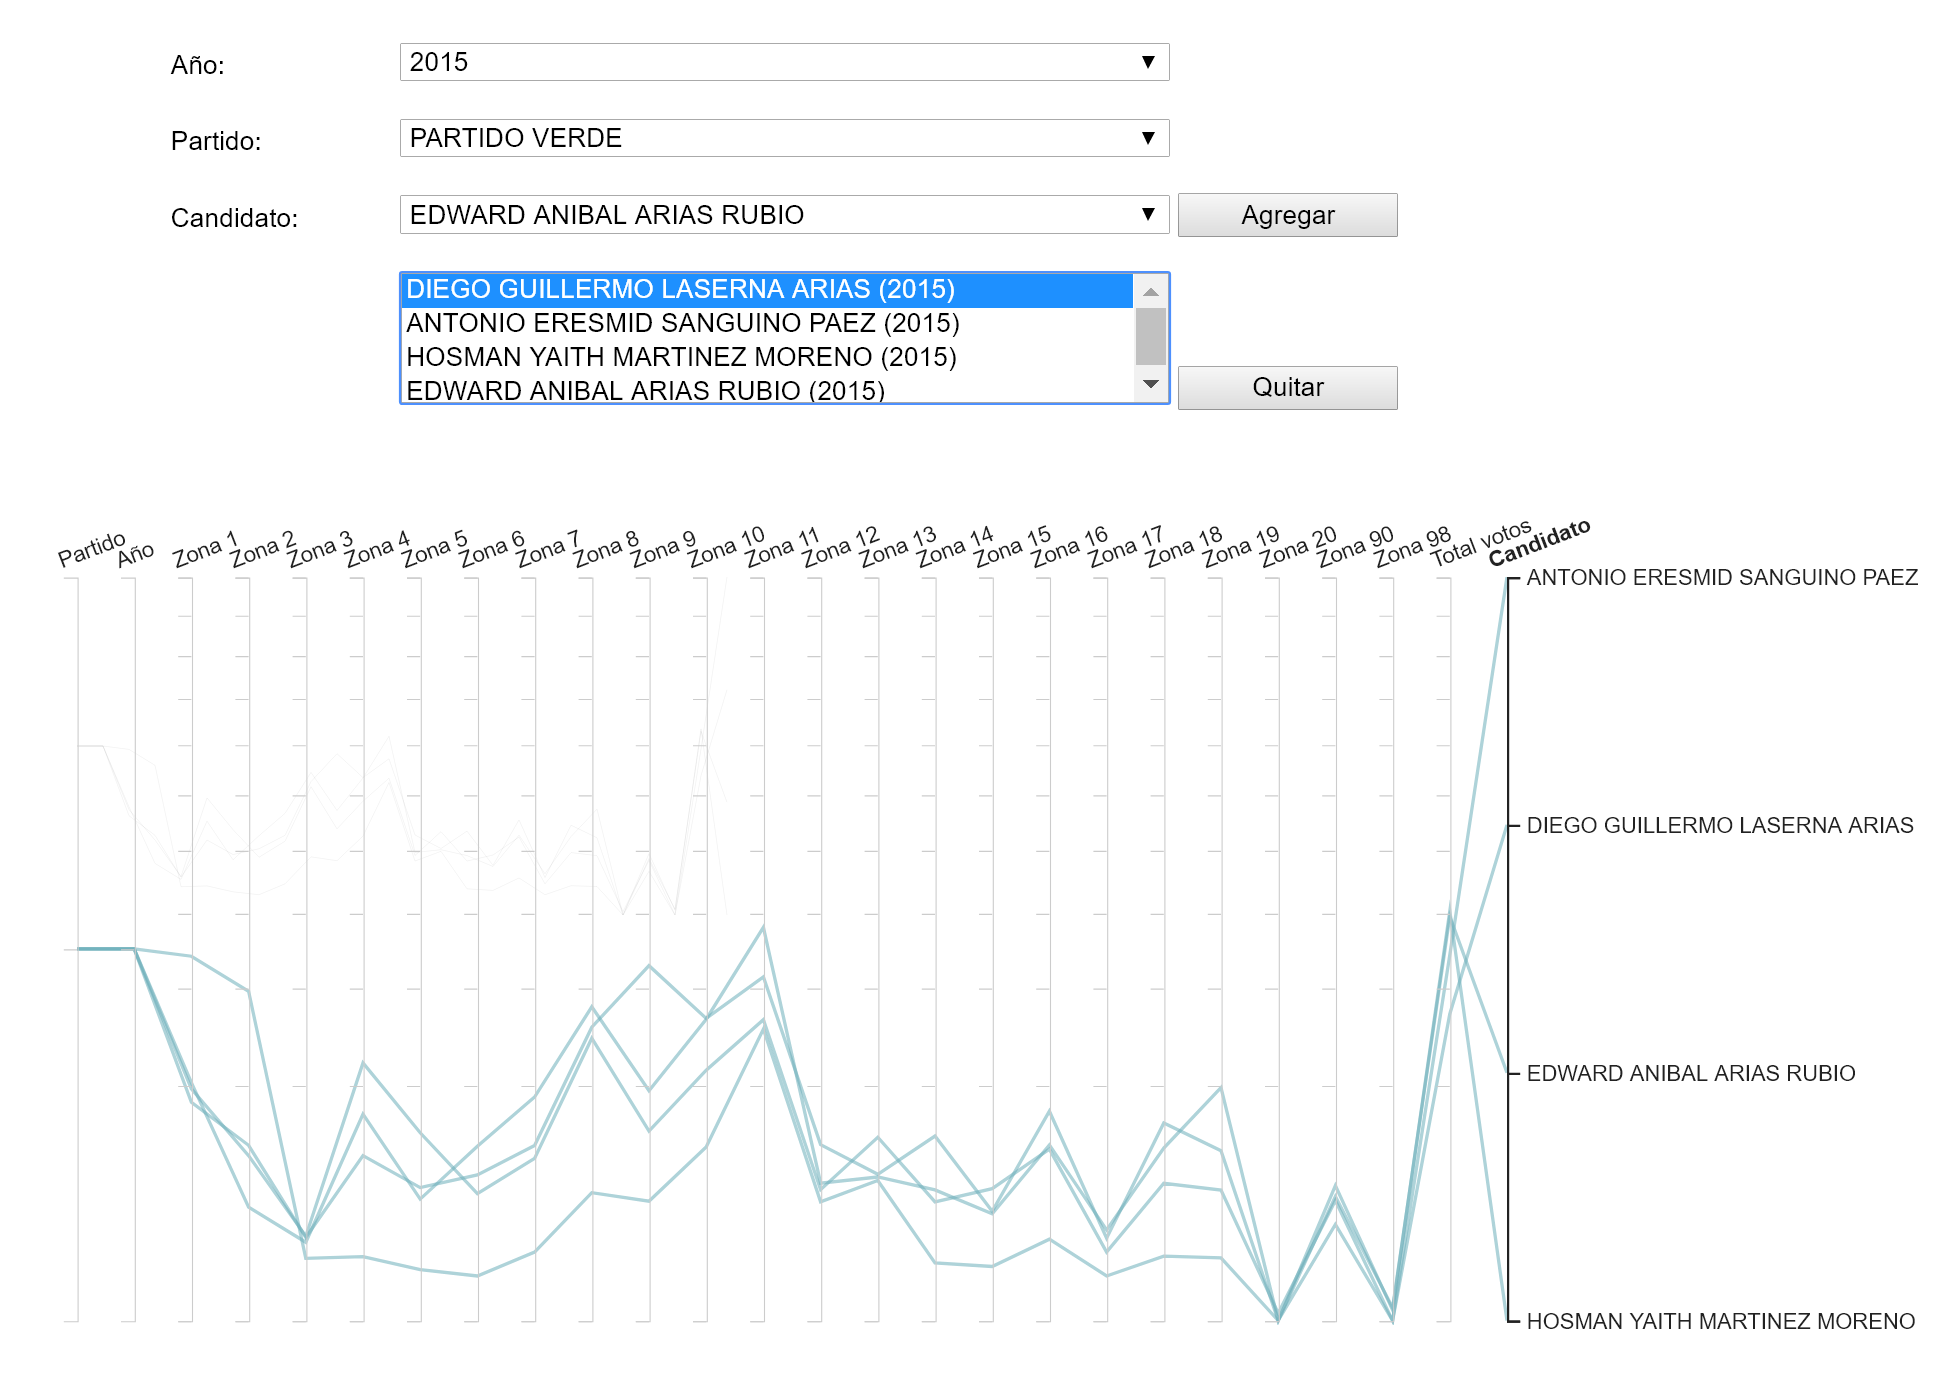 Año:
2015
Partido:
PARTIDO VERDE
Candidato:
EDWARD ANIBAL ARIAS RUBIO
Agregar
DIEGO GUILLERMO LASERNA ARIAS (2015)
ANTONIO ERESMID SANGUINO PAEZ (2015)
HOSMAN YAITH MARTINEZ MORENO (2015)
EDWARD ANIBAL ARIAS RUBIO (2015)
Quitar
Partido
Año
Zona 1
Zona 2
Zona 3
Zona 4
Zona 5
Zona 6
Zona 7
Zona 8
Zona 9
Zona 10
Zona 11
Zona 12
Zona 13
Zona 14
Zona 15
Zona 16
Zona 17
Zona 18
Zona 19
Zona 20
Zona 90
Zona 98
Total votos
Candidato
ANTONIO ERESMID SANGUINO PAEZ
DIEGO GUILLERMO LASERNA ARIAS
EDWARD ANIBAL ARIAS RUBIO
HOSMAN YAITH MARTINEZ MORENO